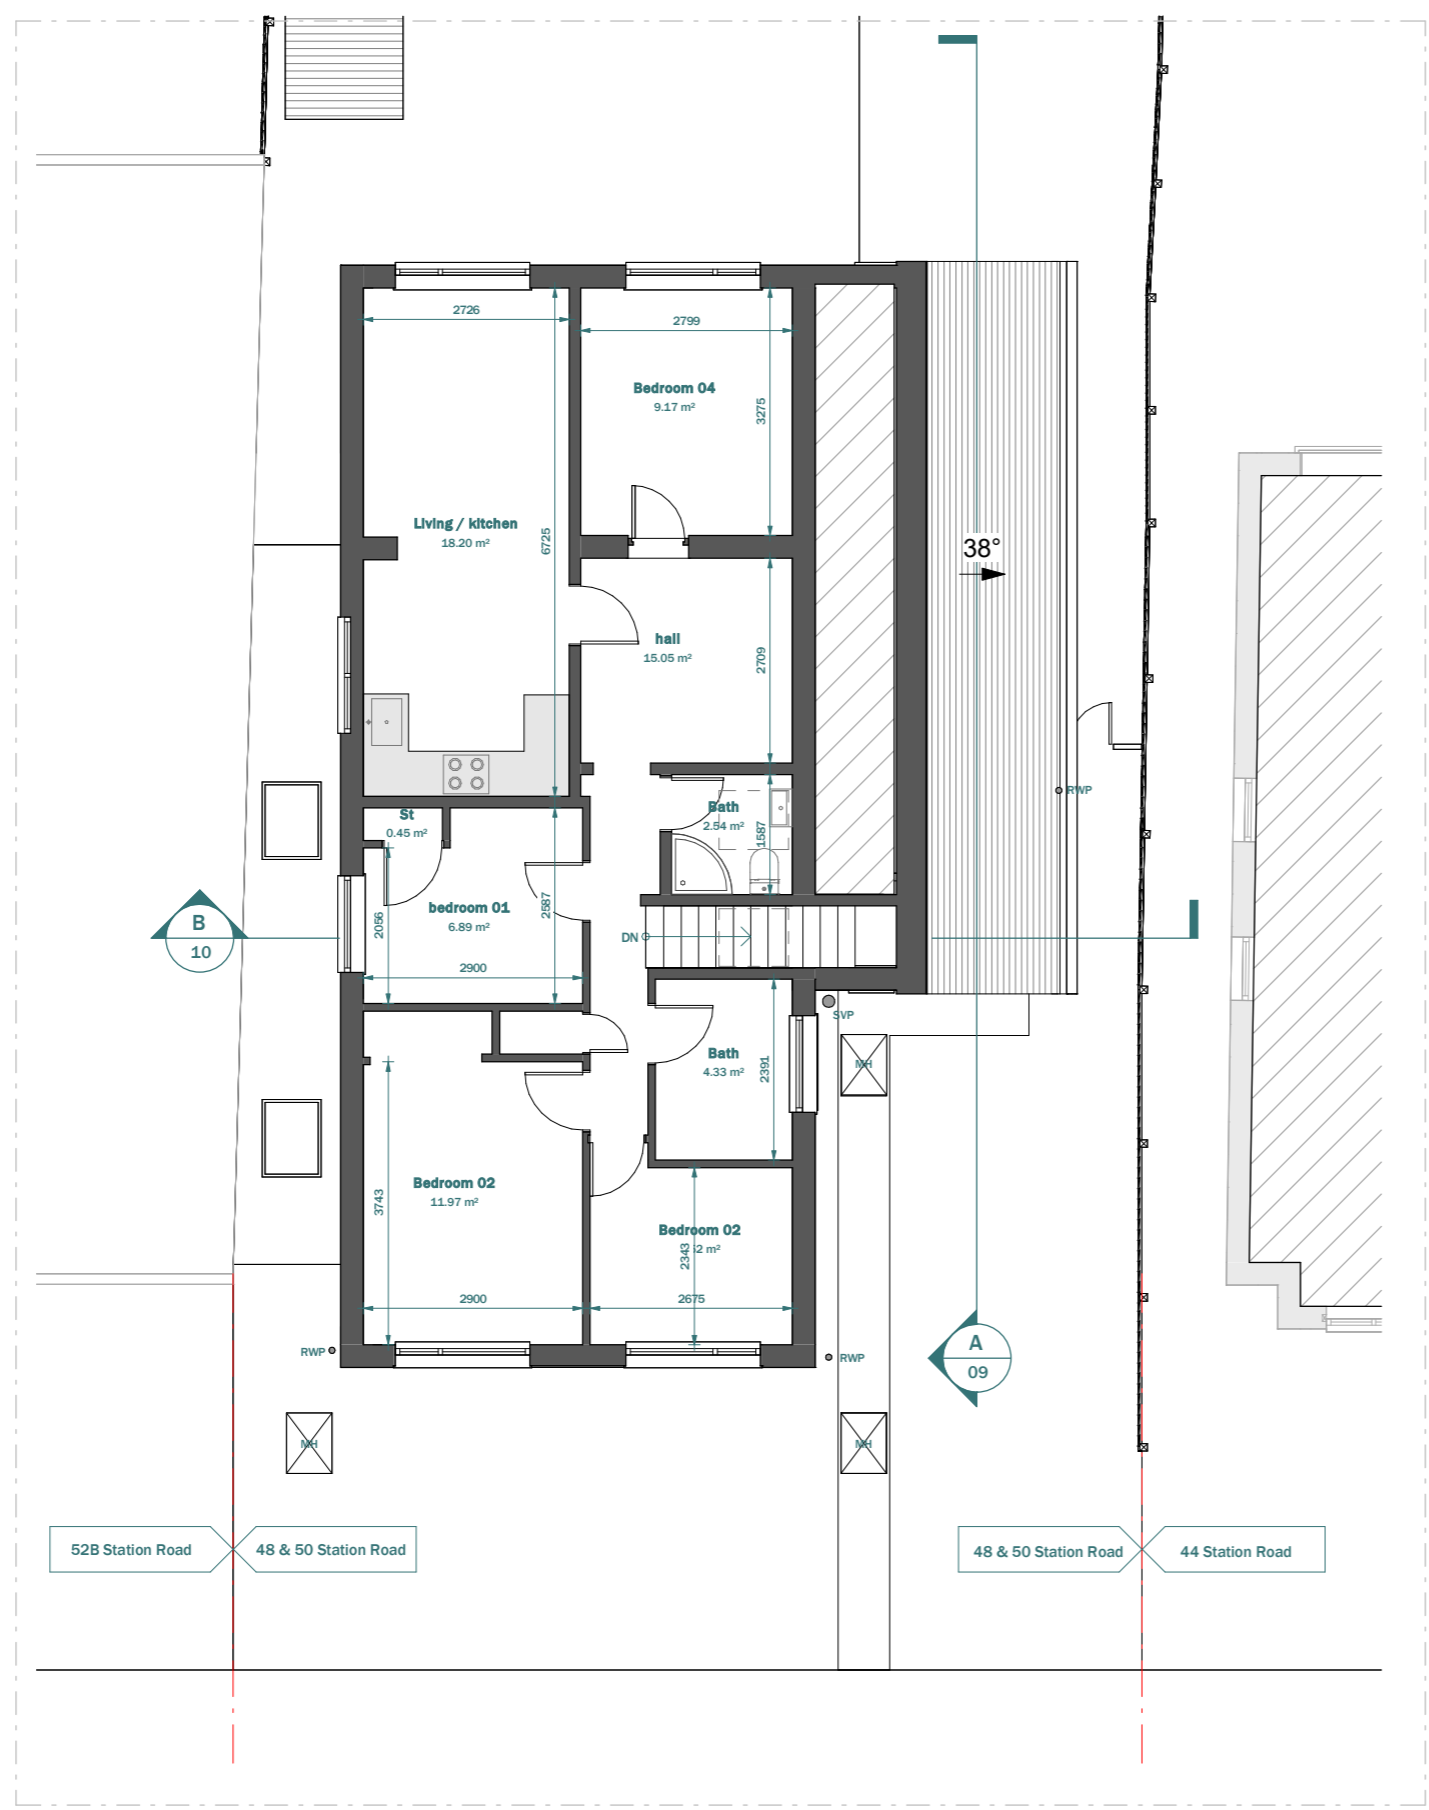 2726
2799
Bedroom 04
9.17 m²
3275
38°
Living / kitchen
18.20 m²
6725
hall
15.05 m²
2709
RWP
St
0.45 m²
Bath
2.54 m²
1587
bedroom 01
6.89 m²
2056
2587
2900
B
10
DN
SVP
Bath
4.33 m²
2391
MH
Bedroom 02
11.97 m²
3743
Bedroom 02
2 m²
2343
2900
2675
RWP
RWP
A
09
MH
MH
52B Station Road
48 & 50 Station Road
48 & 50 Station Road
44 Station Road